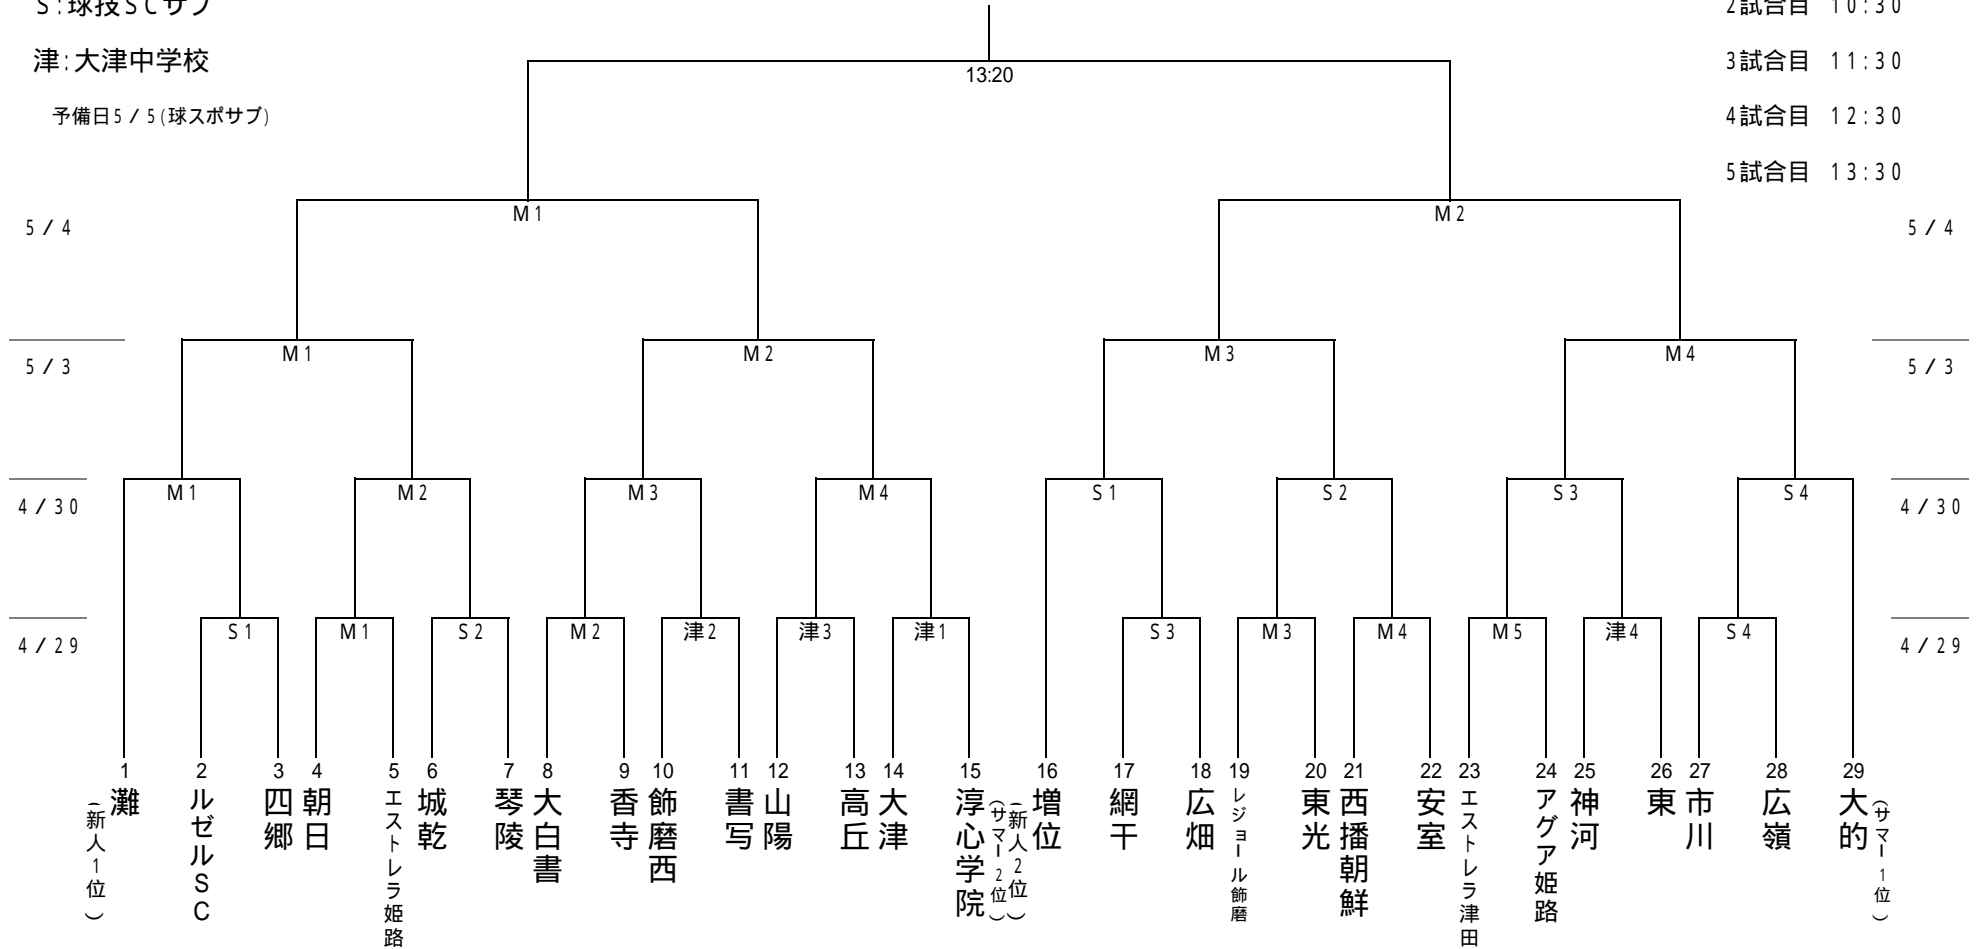 S:球技SCサブ
津:大津中学校
予備日5/5(球スポサブ)
2試合目 10:30
3試合目 11:30
4試合目 12:30
5試合目 13:30
13:20
M1 M2
5/4 5/4
M1 M2 M3 M4
5/3 5/3
M1 M2 M3 M4 S1 S2 S3 S4
4/30 4/30
S1 M1 S2 M2 津2 津3 津1 S3 M3 M4 M5 津4 S4
4/29 4/29
1 2 3 4 5 6 7 8 9 10 11 12 13 14 15 16 17 18 19 20 21 22 23 24 25 26 27 28 29
(新人1位)
灘
ルゼルSC
四郷
朝日
エストレラ姫路
城乾
琴陵
大白書
香寺
飾磨西
書写
山陽
高丘
大津
淳心学院
(サマー2位)
(新人2位)
増位
網干
広畑
レジョール飾磨
東光
西播朝鮮
安室
エストレラ津田
アグア姫路
神河
東
市川
広嶺
大的
(サマー1位)